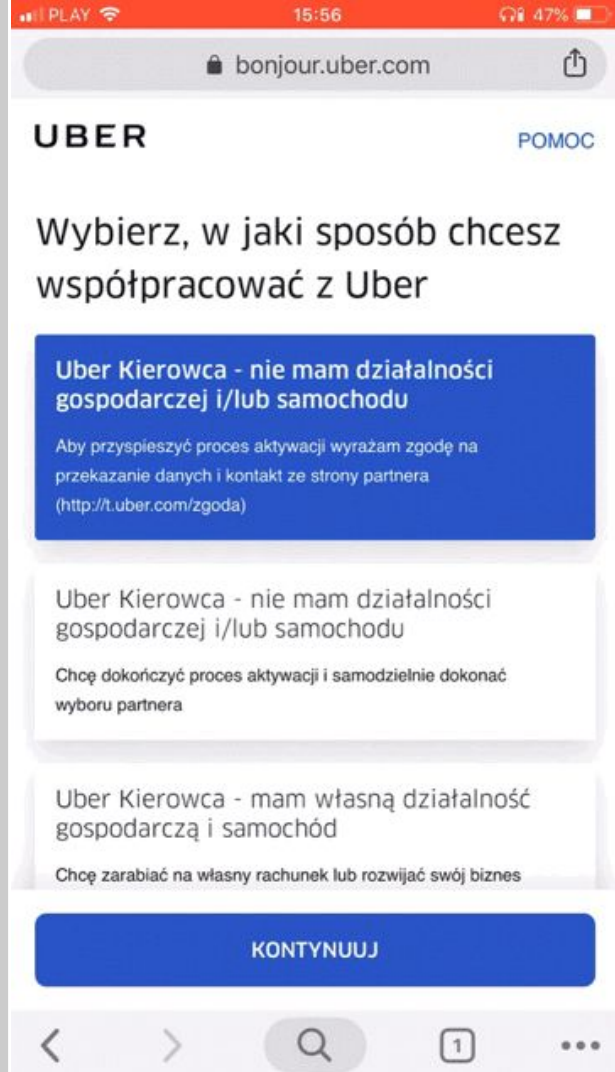 PLAY 15:56 47%
bonjour.uber.com
UBER
POMOC
Wybierz, w jaki sposób chcesz
współpracować z Uber
Uber Kierowca - nie mam działalności
gospodarczej i/lub samochodu
Aby przyspieszyć proces aktywacji wyrażam zgodę na
przekazanie danych i kontakt ze strony partnera
(http://t.uber.com/zgoda)
Uber Kierowca - nie mam działalności
gospodarczej i/lub samochodu
Chcę dokończyć proces aktywacji i samodzielnie dokonać
wyboru partnera
Uber Kierowca - mam własną działalność
gospodarczą i samochód
Chcę zarabiać na własny rachunek lub rozwijać swój biznes
KONTYNUUJ
1